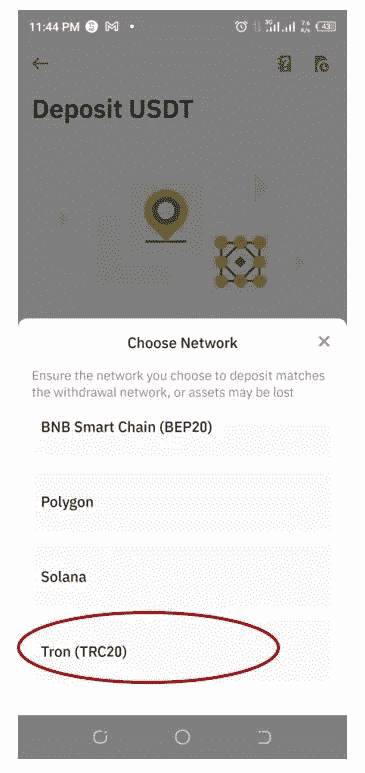 11:44 PM
Deposit USDT
Choose Network
Ensure the network you choose to deposit matches
the withdrawal network, or assets may be lost
BNB Smart Chain (BEP20)
Polygon
Solana
Tron (TRC20)